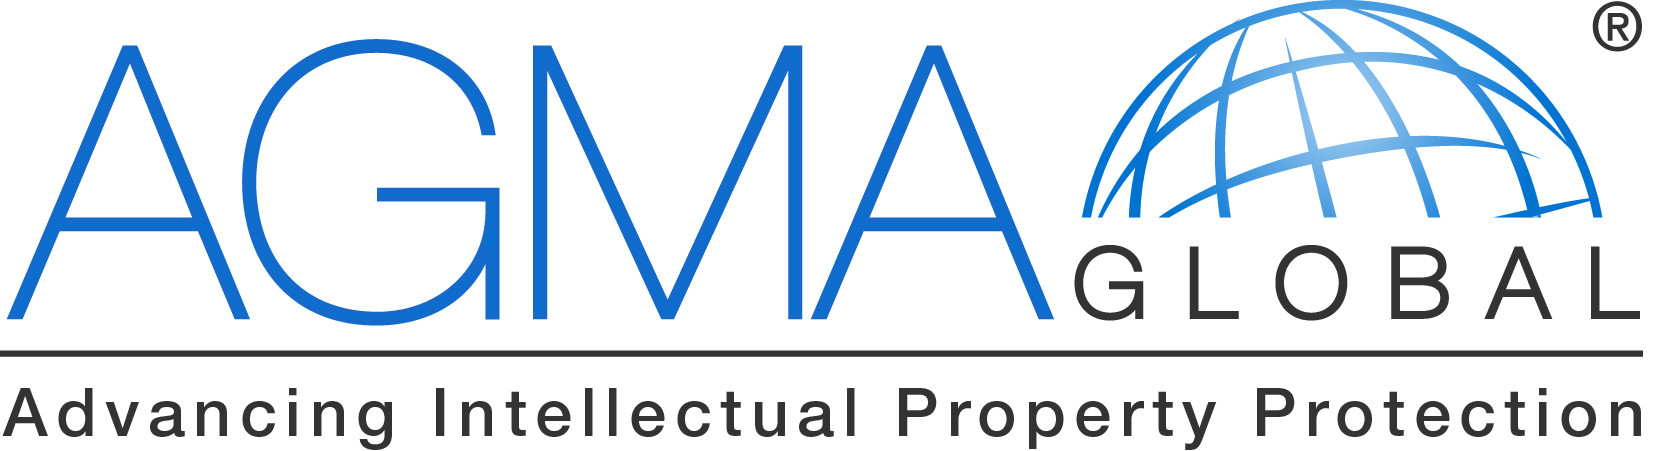 AGMA GLOBAL ®
Advancing Intellectual Property Protection